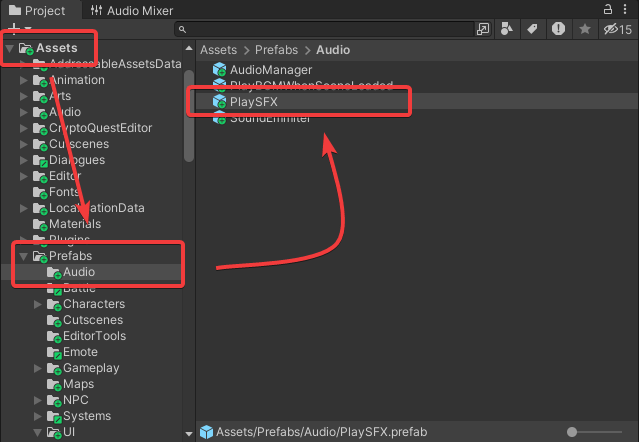 Project
Audio Mixer
15
Assets
AddressableAssetsData
Animation
Arts
Audio
CryptoQuestEditor
Cutscenes
Dialogues
Editor
Fonts
LocalizationData
Materials
Plugins
Prefabs
Audio
Battle
Characters
Cutscenes
EditorTools
Emote
Gameplay
Maps
NPC
Systems
UI
Assets > Prefabs > Audio
AudioManager
PlayBGMWhenSceneLoaded
PlaySFX
SoundEmmiter
Assets/Prefabs/Audio/PlaySFX.prefab